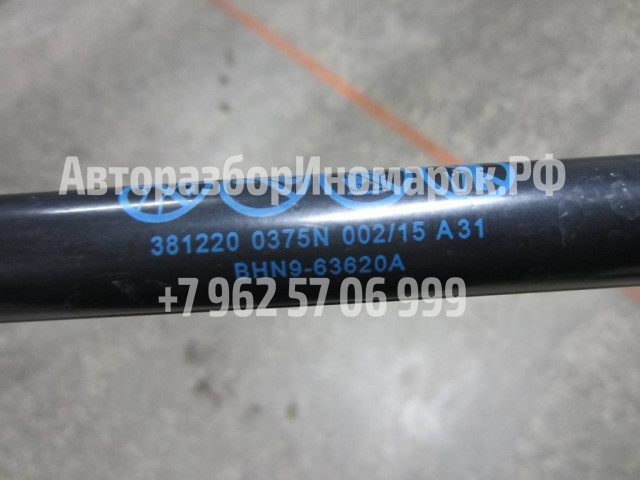 АвторазборИномарок.РФ
381220 0375N 002/15 A31
BHN9-63620A
+7 962 57 06 999